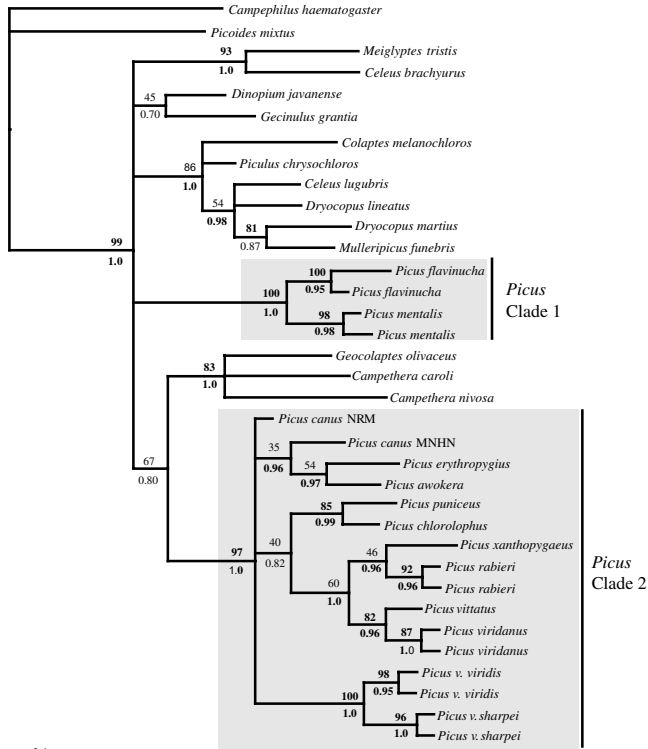 Campephilus haematogaster
Picoides mixtus
93
Meiglyptes tristis
1.0
Celeus brachyurus
45
Dinopium javanense
0.70
Gecinulus grantia
Colaptes melanochloros
86
Piculus chrysochloros
1.0
Celeus lugubris
54
Dryocopus lineatus
0.98
81
Dryocopus martius
0.87
Mulleripicus funebris
99
1.0
100
Picus flavinucha
0.95
Picus flavinucha
100
1.0
98
Picus mentalis
0.98
Picus mentalis
Picus
Clade 1
Geocolaptes olivaceus
83
Campethera caroli
1.0
Campethera nivosa
67
0.80
Picus canus NRM
35
Picus canus MNHN
0.96
54
Picus erythropygius
0.97
Picus awokera
85
Picus puniceus
0.99
Picus chlorolophus
97
1.0
40
0.82
46
Picus xanthopygaeus
0.96
92
Picus rabieri
0.96
Picus rabieri
60
1.0
82
Picus vittatus
0.96
87
Picus viridanus
1.0
Picus viridanus
Picus
Clade 2
98
Picus v. viridis
0.95
Picus v. viridis
100
1.0
96
Picus v. sharpei
1.0
Picus v. sharpei